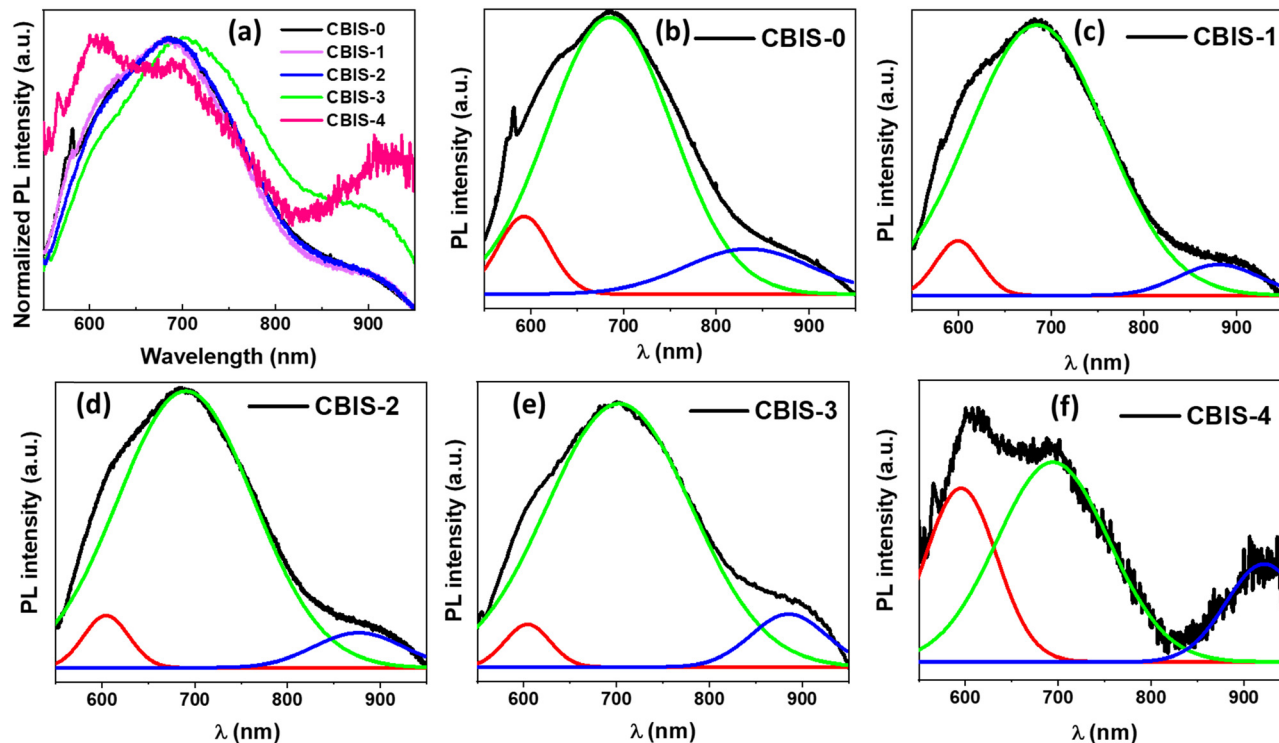 (a)
CBIS-0
CBIS-1
CBIS-2
CBIS-3
CBIS-4
Normalized PL intensity (a.u.)
600 700 800 900
Wavelength (nm)
(b)
CBIS-0
PL intensity (a.u.)
600 700 800 900
λ (nm)
(c)
CBIS-1
PL intensity (a.u.)
600 700 800 900
λ (nm)
(d)
CBIS-2
PL intensity (a.u.)
600 700 800 900
λ (nm)
(e)
CBIS-3
PL intensity (a.u.)
600 700 800 900
λ (nm)
(f)
CBIS-4
PL intensity (a.u.)
600 700 800 900
λ (nm)